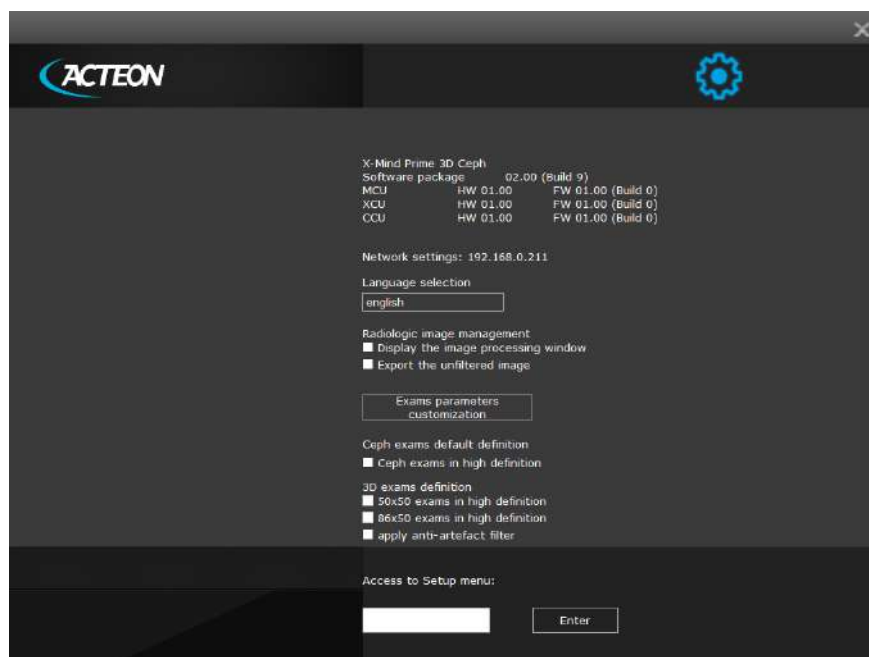 ACTEON
X-Mind Prime 3D Ceph
Software package 02.00 (Build 9)
MCU HW 01.00 FW 01.00 (Build 0)
XCU HW 01.00 FW 01.00 (Build 0)
CCU HW 01.00 FW 01.00 (Build 0)
Network settings: 192.168.0.211
Language selection
english
Radiologic image management
Display the image processing window
Export the unfiltered image
Exams parameters
customization
Ceph exams default definition
Ceph exams in high definition
3D exams definition
50x50 exams in high definition
86x50 exams in high definition
apply anti-artefact filter
Access to Setup menu:
Enter